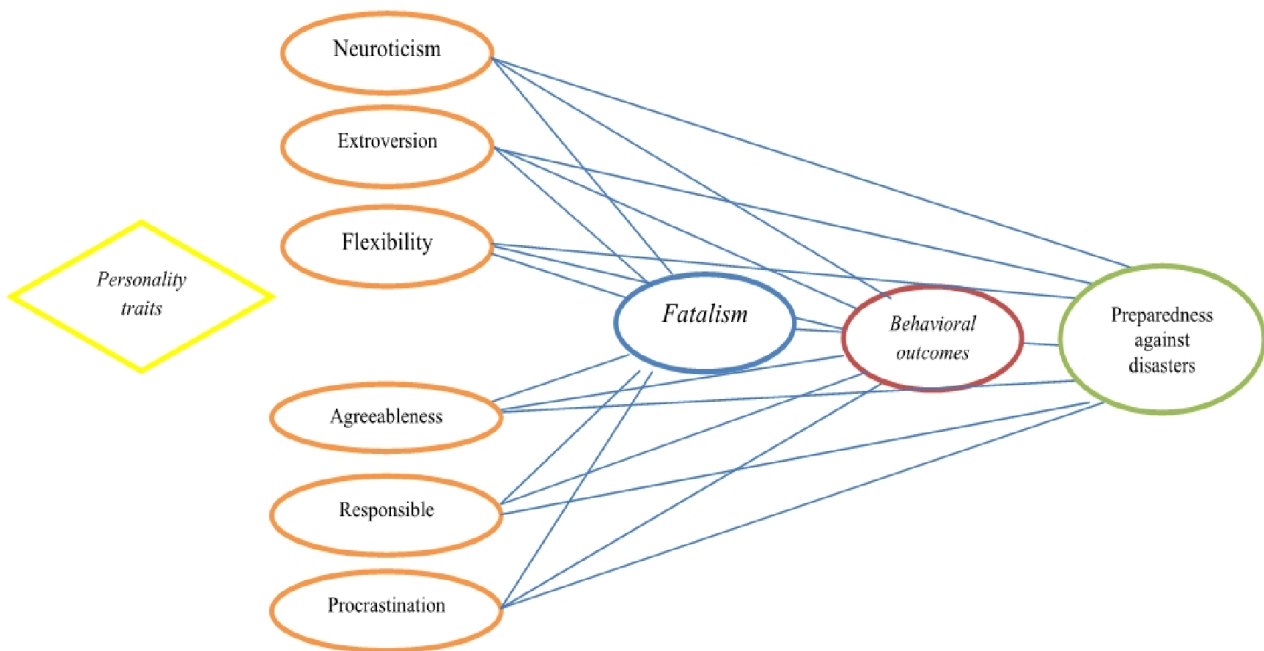 Neuroticism
Extroversion
Flexibility
Personality
traits
Fatalism
Behavioral
outcomes
Preparedness
against
disasters
Agreeableness
Responsible
Procrastination